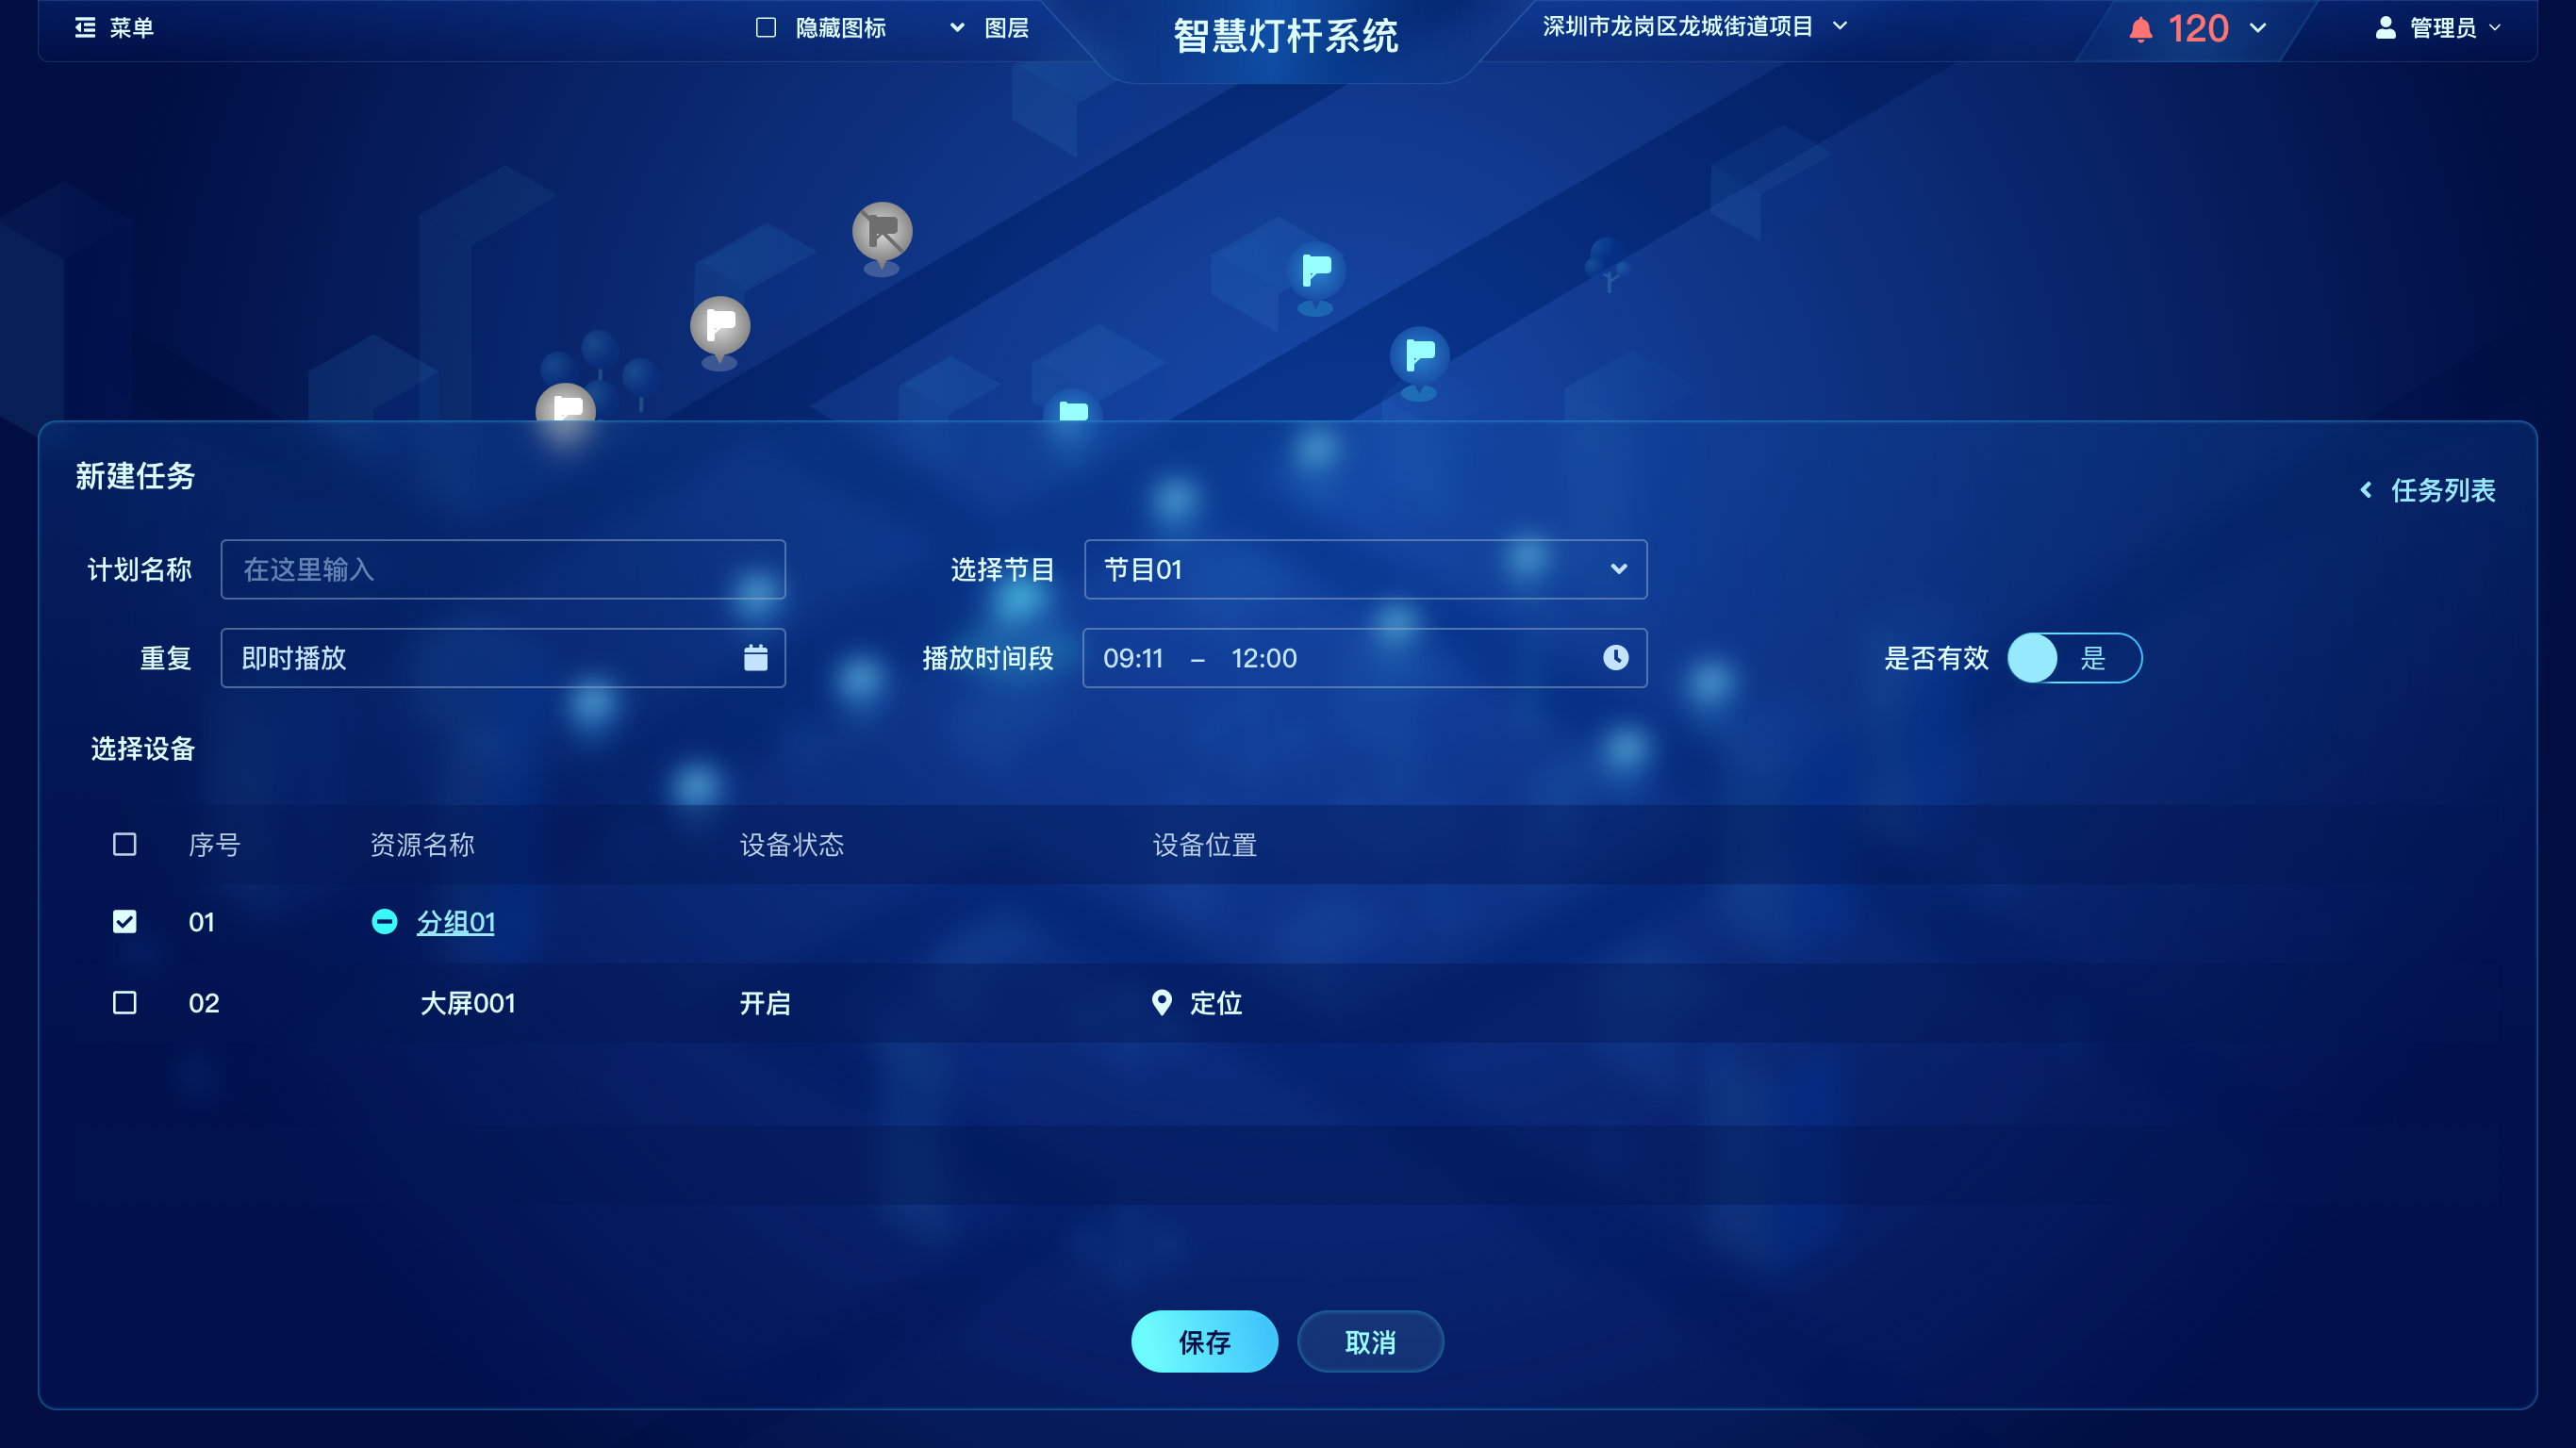 菜单
隐藏图标
图层
智慧灯杆系统
深圳市龙岗区龙城街道项目
120
管理员
新建任务
任务列表
计划名称
在这里输入
选择节目
节目01
重复
即时播放
播放时间段
09:11 – 12:00
是否有效
是
选择设备
序号 资源名称 设备状态 设备位置
01 分组01
02 大屏001 开启 定位
保存
取消